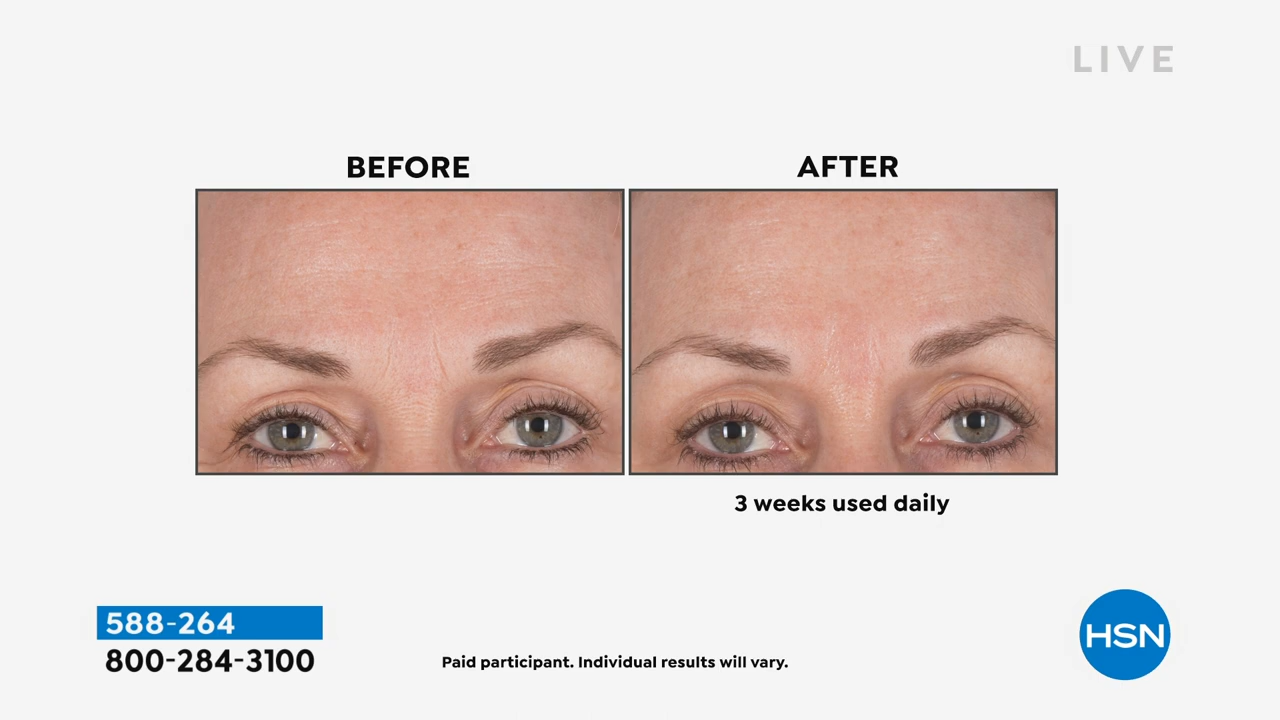 LIVE
BEFORE
AFTER
3 weeks used daily
588-264
800-284-3100
Paid participant. Individual results will vary.
HSN